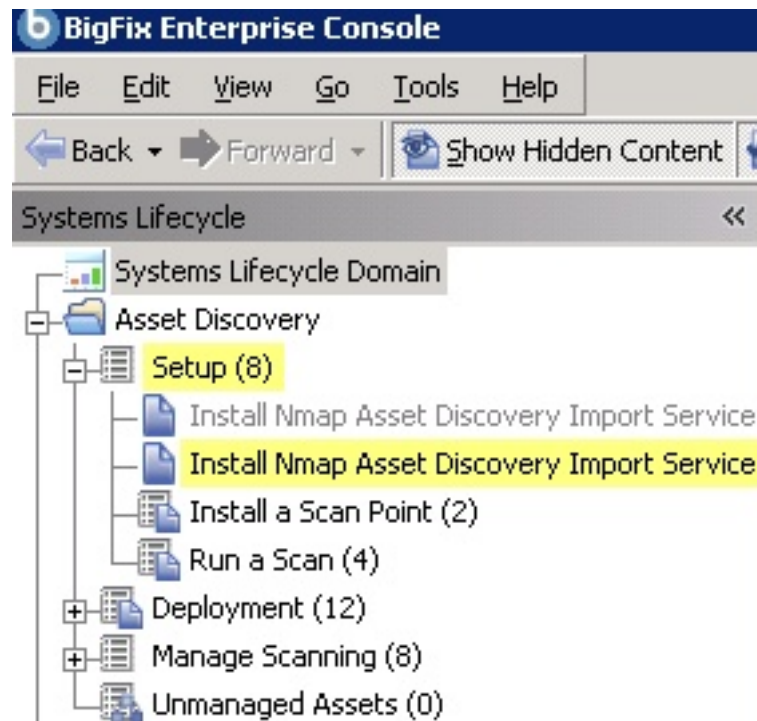 BigFix Enterprise Console
File Edit View Go Tools Help
Back Forward Show Hidden Content
Systems Lifecycle
Systems Lifecycle Domain
Asset Discovery
Setup (8)
Install Nmap Asset Discovery Import Service
Install Nmap Asset Discovery Import Service
Install a Scan Point (2)
Run a Scan (4)
Deployment (12)
Manage Scanning (8)
Unmanaged Assets (0)